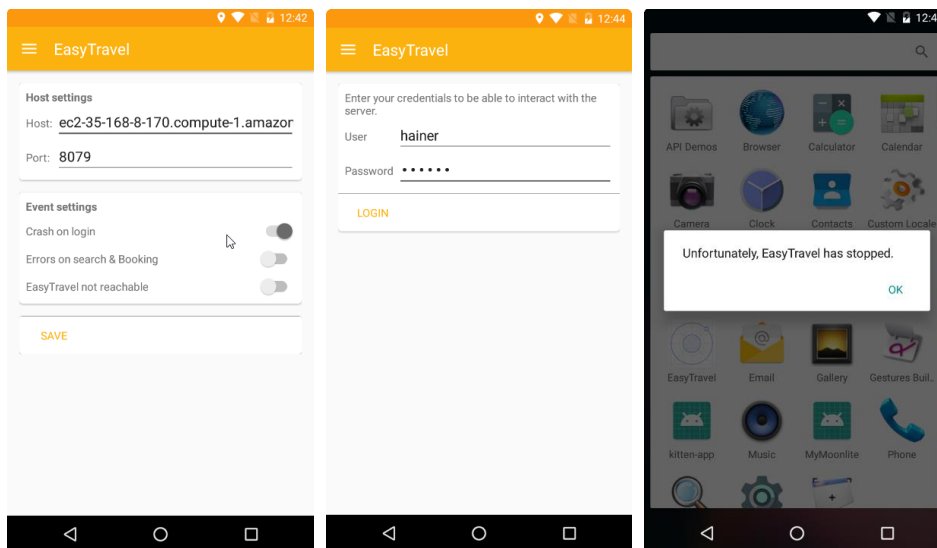 12:42
EasyTravel
Host settings
Host: ec2-35-168-8-170.compute-1.amazon
Port: 8079
Event settings
Crash on login
Errors on search & Booking
EasyTravel not reachable
SAVE
12:44
EasyTravel
Enter your credentials to be able to interact with the
server.
User hainer
Password ••••••
LOGIN
12:4
API Demos Browser Calculator Calendar
Camera Clock Contacts Custom Locale
Unfortunately, EasyTravel has stopped.
OK
EasyTravel Email Gallery Gestures Buil..
kitten-app Music MyMoonlite Phone